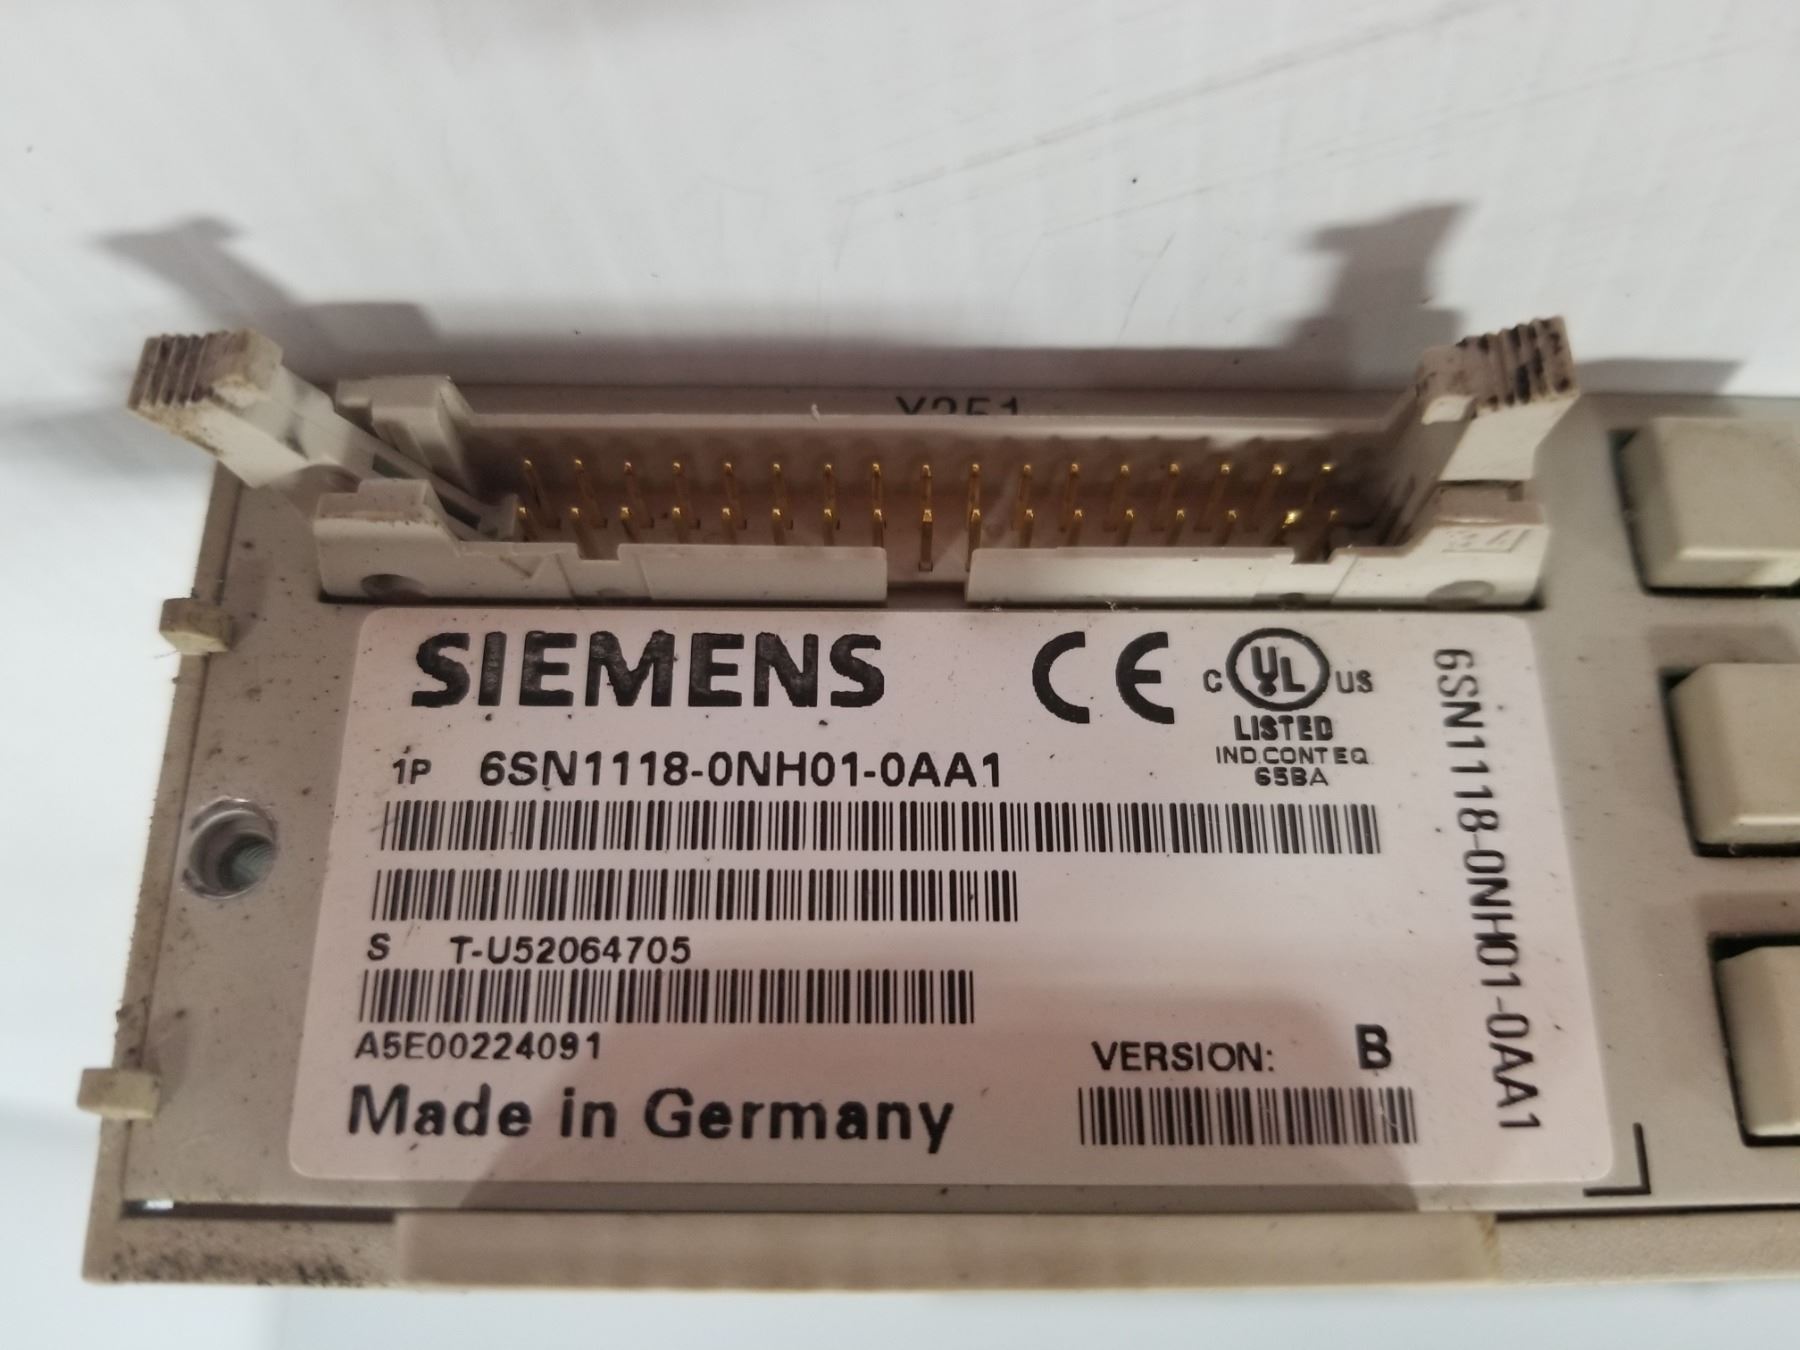 X351
34
SIEMENS
CE
C UL US
LISTED
IND.CONT EQ
65BA
1P 6SN1118-0NH01-0AA1
S T-U52064705
A5E00224091
VERSION: B
Made in Germany
6SN1118-0NH01-0AA1